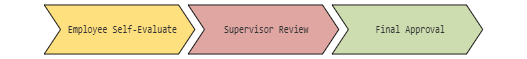 Employee Self-Evaluate
Supervisor Review
Final Approval